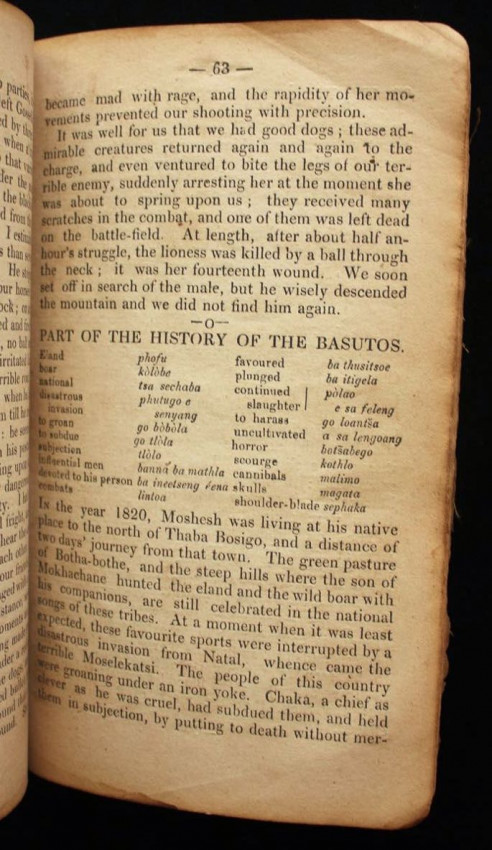 — 63 —
became mad with rage, and the rapidity of her mo-
vements prevented our shooting with precision.
It was well for us that we had good dogs ; these ad-
mirable creatures returned again and again to the
charge, and even ventured to bite the legs of our ter-
rible enemy, suddenly arresting her at the moment she
was about to spring upon us ; they received many
scratches in the combat, and one of them was left dead
on the battle-field. At length, after about half an-
hour's struggle, the lioness was killed by a ball through
the neck ; it was her fourteenth wound. We soon
set off in search of the male, but he wisely descended
the mountain and we did not find him again.
—o—
PART OF THE HISTORY OF THE BASUTOS.
Eland phofu favoured ba thusitsoe
boar kòlòbe plunged ba itigela
national tsa sechaba continued pòlao
disastrous phutugo e slaughter
invasion senyang to harass e sa feleng
to groan go bòbòla uncultivated go loantša
to subdue go tlòla horror a sa lengoang
subjection tlòlo scourge botšabego
influential men banna ba mathla cannibals kothlo
devoted to his person ba ineetseng éena skulls malimo
combats lintoa shoulder-blade magata
sephaka
In the year 1820, Moshesh was living at his native
place to the north of Thaba Bosigo, and a distance of
two days' journey from that town. The green pasture
of Botha-bothe, and the steep hills where the son of
Mokhachane hunted the eland and the wild boar with
his companions, are still celebrated in the national
songs of these tribes. At a moment when it was least
expected, these favourite sports were interrupted by a
disastrous invasion from Natal, whence came the
terrible Moselekatsi. The people of this country
were groaning under an iron yoke. Chaka, a chief as
clever as he was cruel, had subdued them, and held
them in subjection, by putting to death without mer-